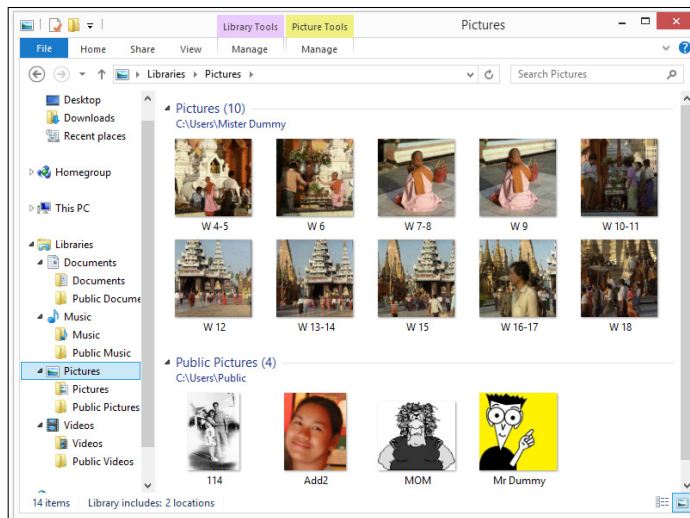 Library Tools Picture Tools Pictures
File Home Share View Manage Manage
Libraries Pictures Search Pictures
Desktop
Downloads
Recent places
Homegroup
This PC
Libraries
Documents
Documents
Public Docume
Music
Music
Public Music
Pictures
Pictures
Public Pictures
Videos
Videos
Public Videos
Pictures (10)
C:\Users\Mister Dummy
W 4-5 W 6 W 7-8 W 9 W 10-11
W 12 W 13-14 W 15 W 16-17 W 18
Public Pictures (4)
C:\Users\Public
114 Add2 MOM Mr Dummy
14 items Library includes: 2 locations